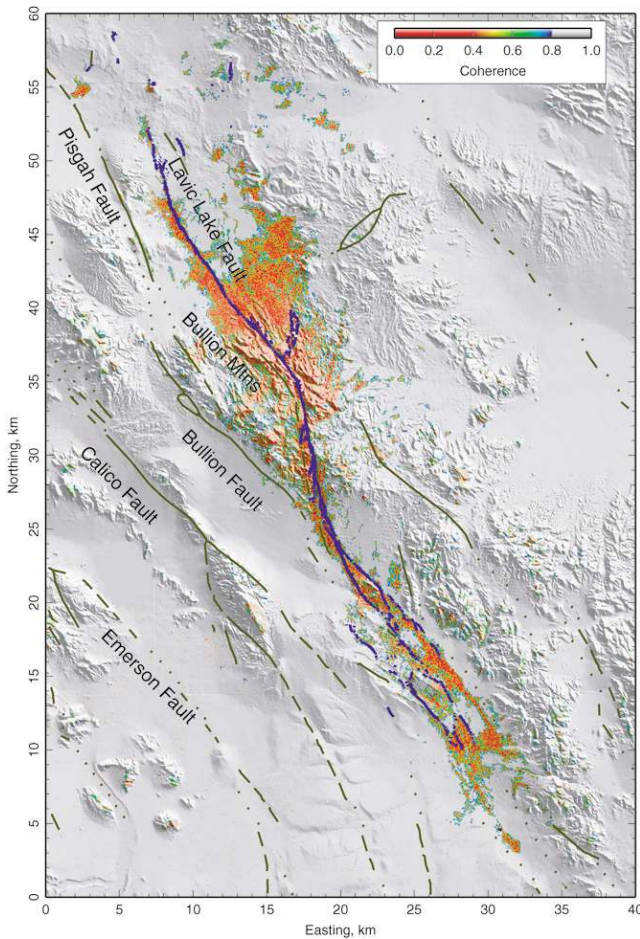 60
55
50
45
40
35
30
25
20
15
10
5
0
Northing, km
0.0 0.2 0.4 0.6 0.8 1.0
Coherence
Pisgah Fault
Lavic Lake Fault
Bullion Mtns
Bullion Fault
Calico Fault
Emerson Fault
0 5 10 15 20 25 30 35 40
Easting, km